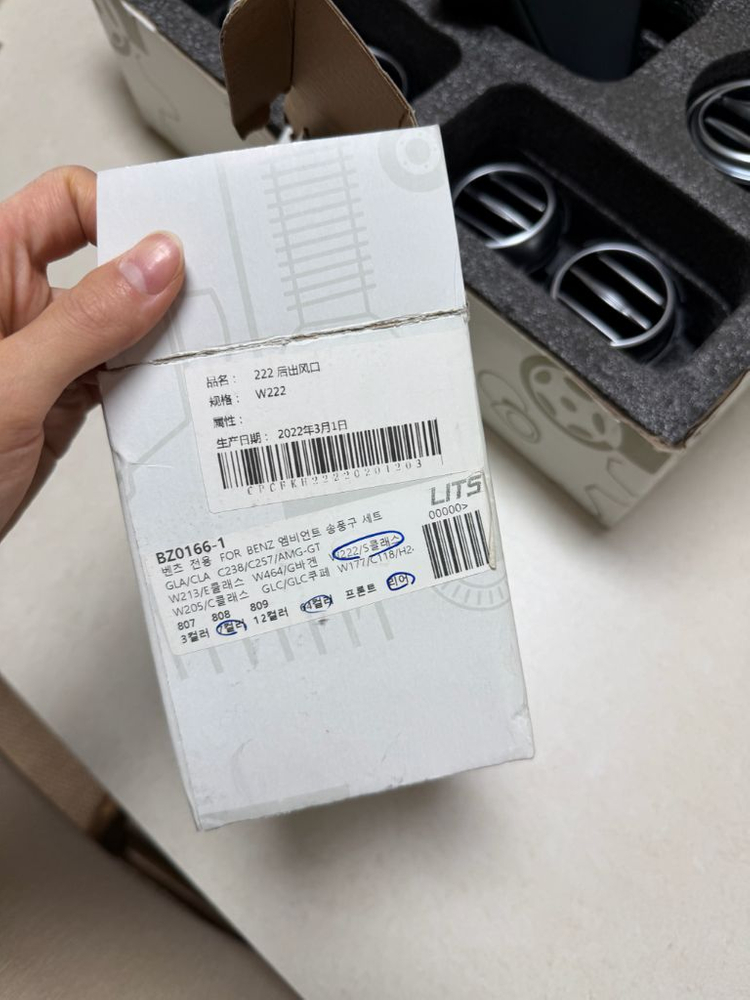 品名： 222 后出风口
规格： W222
属性：
生产日期： 2022年3月1日
LITS
00000>
BZ0166-1
벤츠 전용 FOR BENZ 엠비언트 송풍구 세트
GLA/CLA C238/C257/AMG-GT W222/S클래스
W213/E클래스 W464/G바겐 W177/C118/H2-
W205/C클래스 GLC/GLC쿠페
807 808 809
3컬러 7컬러 12컬러 64컬러 프론트 리어